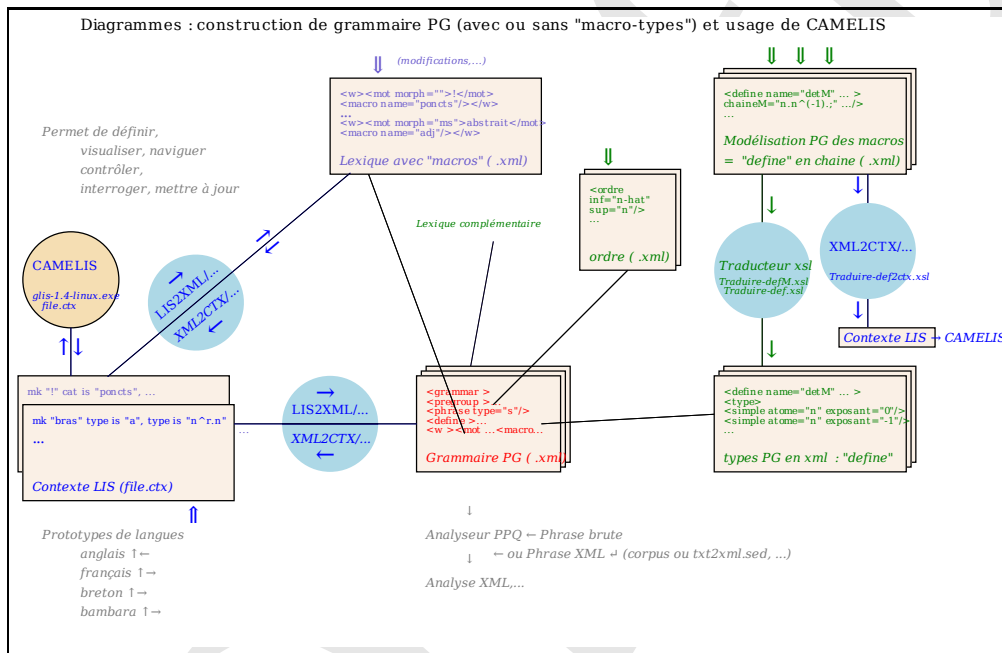 Diagrammes : construction de grammaire PG (avec ou sans "macro-types") et usage de CAMELIS
⇓ (modifications,...)
<w><mot morph="">!</mot>
<macro name="poncts"/></w>
...
<w><mot morph="ms">abstrait</mot>
<macro name="adj"/></w>
Lexique avec "macros" ( .xml)
⇓ ⇓ ⇓
<define name="detM" ... >
chaineM="n.n^(-1).;" .../>
...
Modélisation PG des macros
= "define" en chaine ( .xml)
Permet de définir,
visualiser, naviguer
contrôler,
interroger, mettre à jour
⇓
<ordre
inf="n-hat"
sup="n"/>
...
ordre ( .xml)
Lexique complémentaire
CAMELIS
glis-1.4-linux.exe
file.ctx
↑↓
→
←
→
LIS2XML/...
XML2CTX/...
←
↓
Traducteur xsl
Traduire-defM.xsl
Traduire-def.xsl
↓
↓
XML2CTX/...
Traduire-def2ctx.xsl
↓
Contexte LIS → CAMELIS
mk "!" cat is "poncts", ...
mk "bras" type is "a", type is "n^r.n"
...
...
Contexte LIS (file.ctx)
⇑
→
LIS2XML/...
XML2CTX/...
←
<grammar >
<pregroup >...
<phrase type="s"/>
<define >...
<w ><mot ...<macro...
Grammaire PG ( .xml)
<define name="detM" ... >
<type>
<simple atome="n" exposant="0"/>
<simple atome="n" exposant="-1"/>
...
types PG en xml : "define"
Prototypes de langues
anglais ↑←
français ↑→
breton ↑→
bambara ↑→
↓
Analyseur PPQ ← Phrase brute
↓ ← ou Phrase XML ↵ (corpus ou txt2xml.sed, ...)
Analyse XML,...